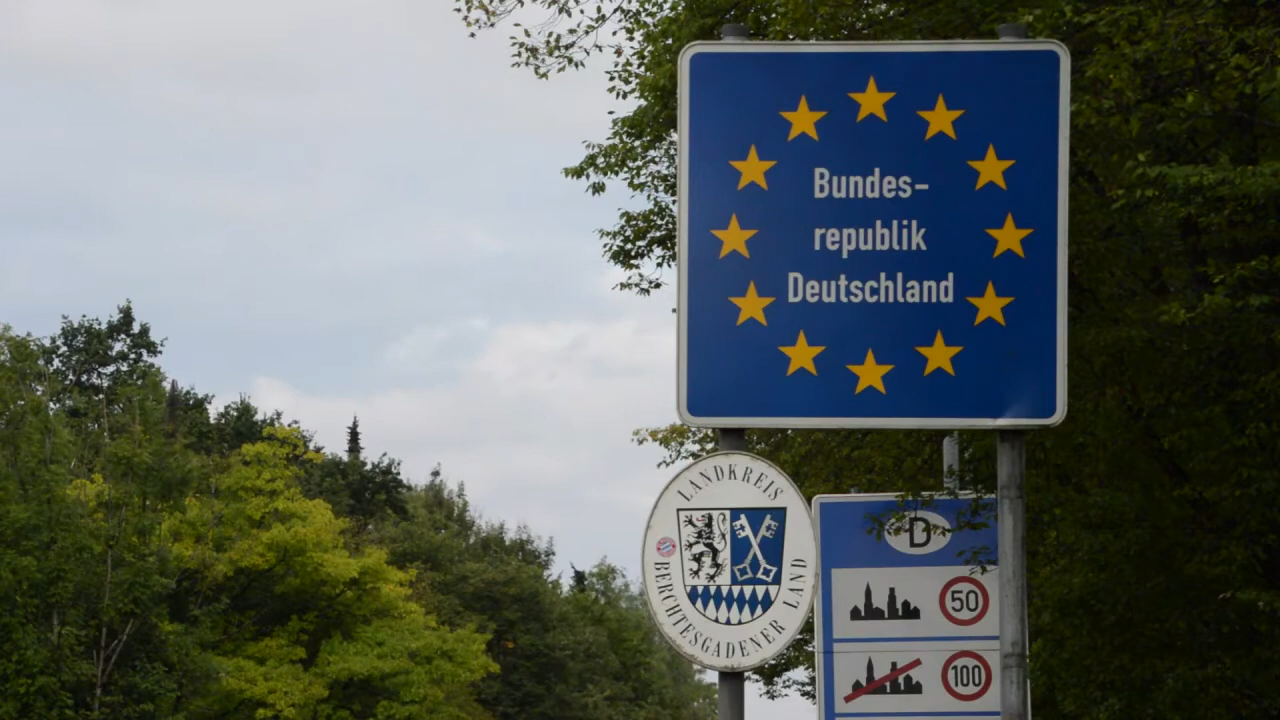 Bundes-
republik
Deutschland
LANDKREIS
BERCHTESGADENER LAND
D
50
100